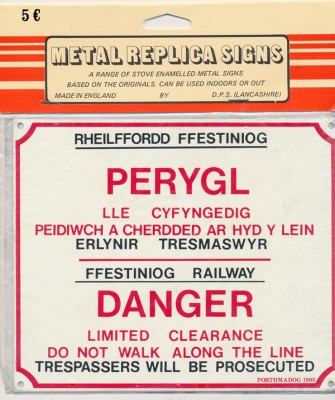 5 €
METAL REPLICA SIGNS
A RANGE OF STOVE ENAMELLED METAL SIGNS
BASED ON THE ORIGINALS. CAN BE USED INDOORS OR OUT
MADE IN ENGLAND BY D.P.S. (LANCASHIRE)
RHEILFFORDD FFESTINIOG
PERYGL
LLE CYFYNGEDIG
PEIDIWCH A CHERDDED AR HYD Y LEIN
ERLYNIR TRESMASWYR
FFESTINIOG RAILWAY
DANGER
LIMITED CLEARANCE
DO NOT WALK ALONG THE LINE
TRESPASSERS WILL BE PROSECUTED
PORTHMADOG 1985